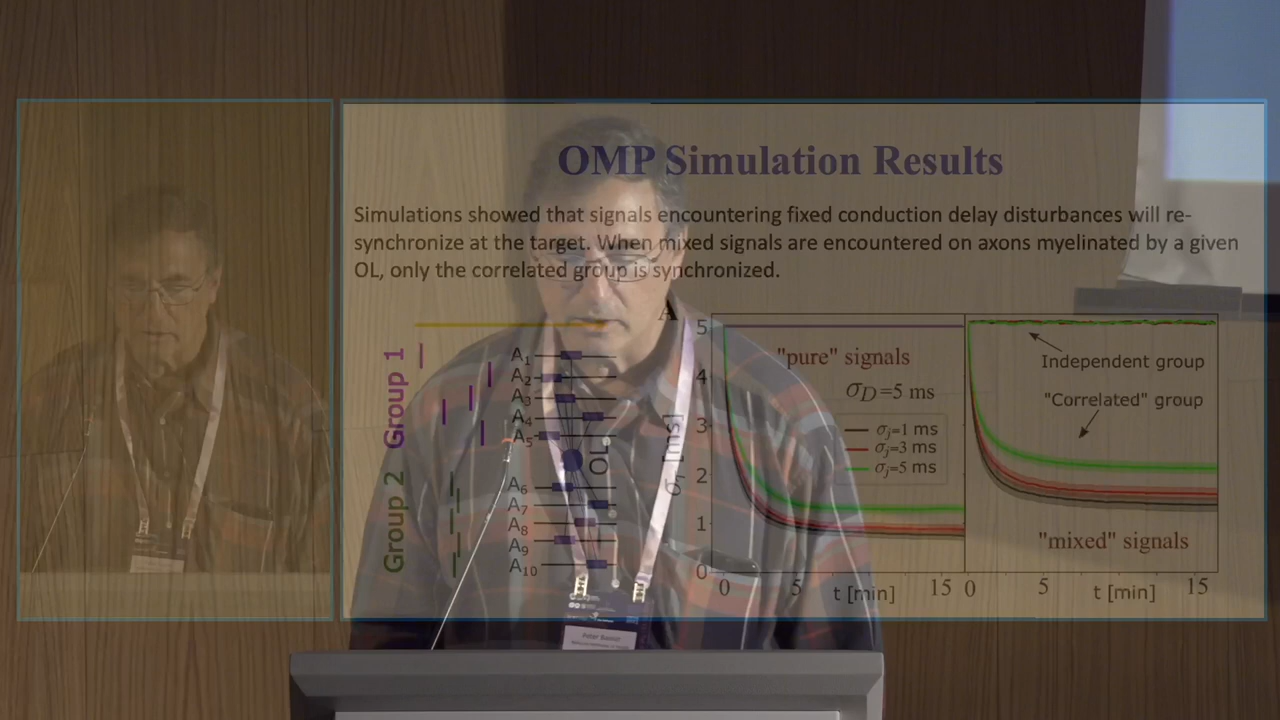 OMP Simulation Results
Simulations showed that signals encountering fixed conduction delay disturbances will re-
synchronize at the target. When mixed signals are encountered on axons myelinated by a given
OL, only the correlated group is synchronized.
A
Group 1
Group 2
A1
A2
A3
A4
A5
A6
A7
A8
A9
A10
OL
[ms]
5
4
3
2
1
0
"pure" signals
σD=5 ms
σj=1 ms
σj=3 ms
σj=5 ms
0
5
t [min]
15
Independent group
"Correlated" group
"mixed" signals
0
5
t [min]
15
Peter Basser